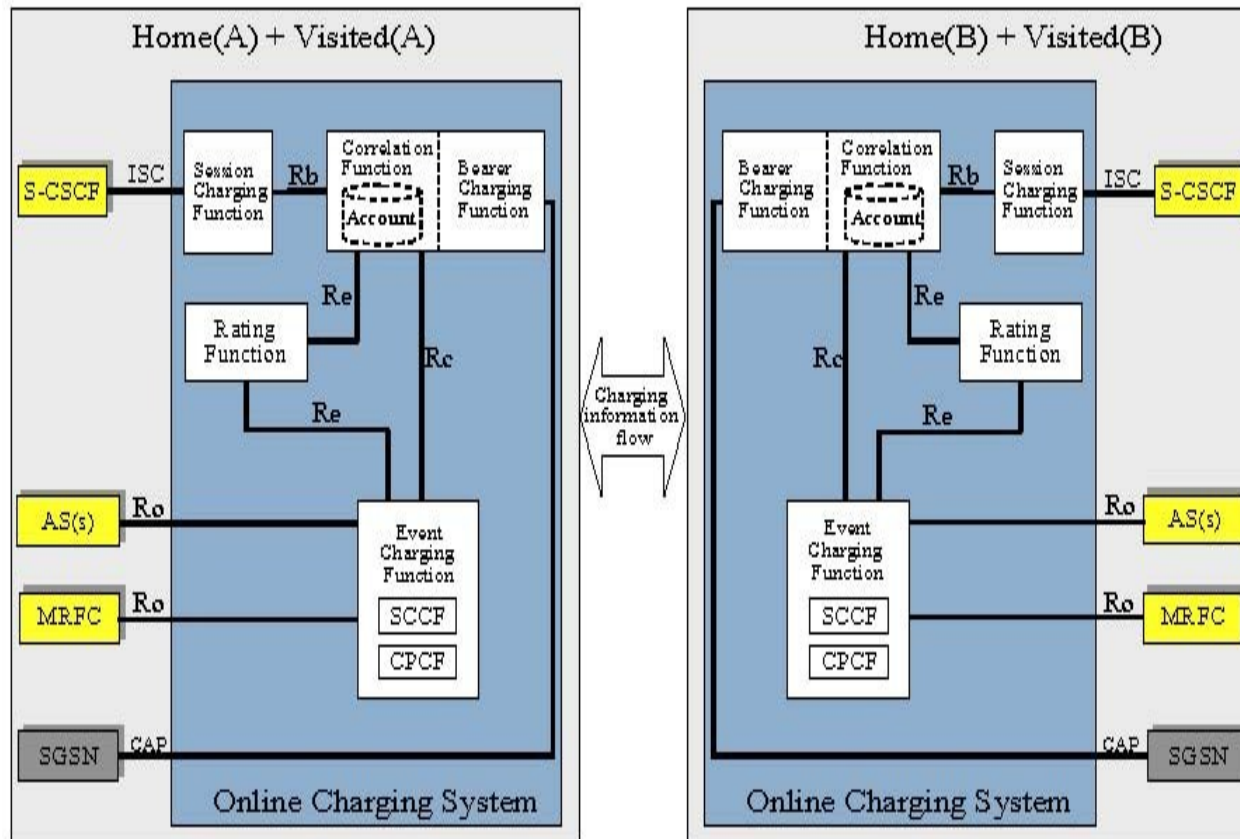 Home(A) + Visited(A)
S-CSCF
ISC
Session
Charging
Function
Rb
Correlation
Function
Account
Bearer
Charging
Function
Re
Rating
Function
Rc
Re
AS(s)
Ro
Event
Charging
Function
SCCF
CPCF
MRFC
Ro
SGSN
CAP
Online Charging System
Charging
information
flow
Home(B) + Visited(B)
Bearer
Charging
Function
Correlation
Function
Account
Rb
Session
Charging
Function
ISC
S-CSCF
Re
Rc
Rating
Function
Re
Event
Charging
Function
SCCF
CPCF
Ro
AS(s)
Ro
MRFC
CAP
SGSN
Online Charging System